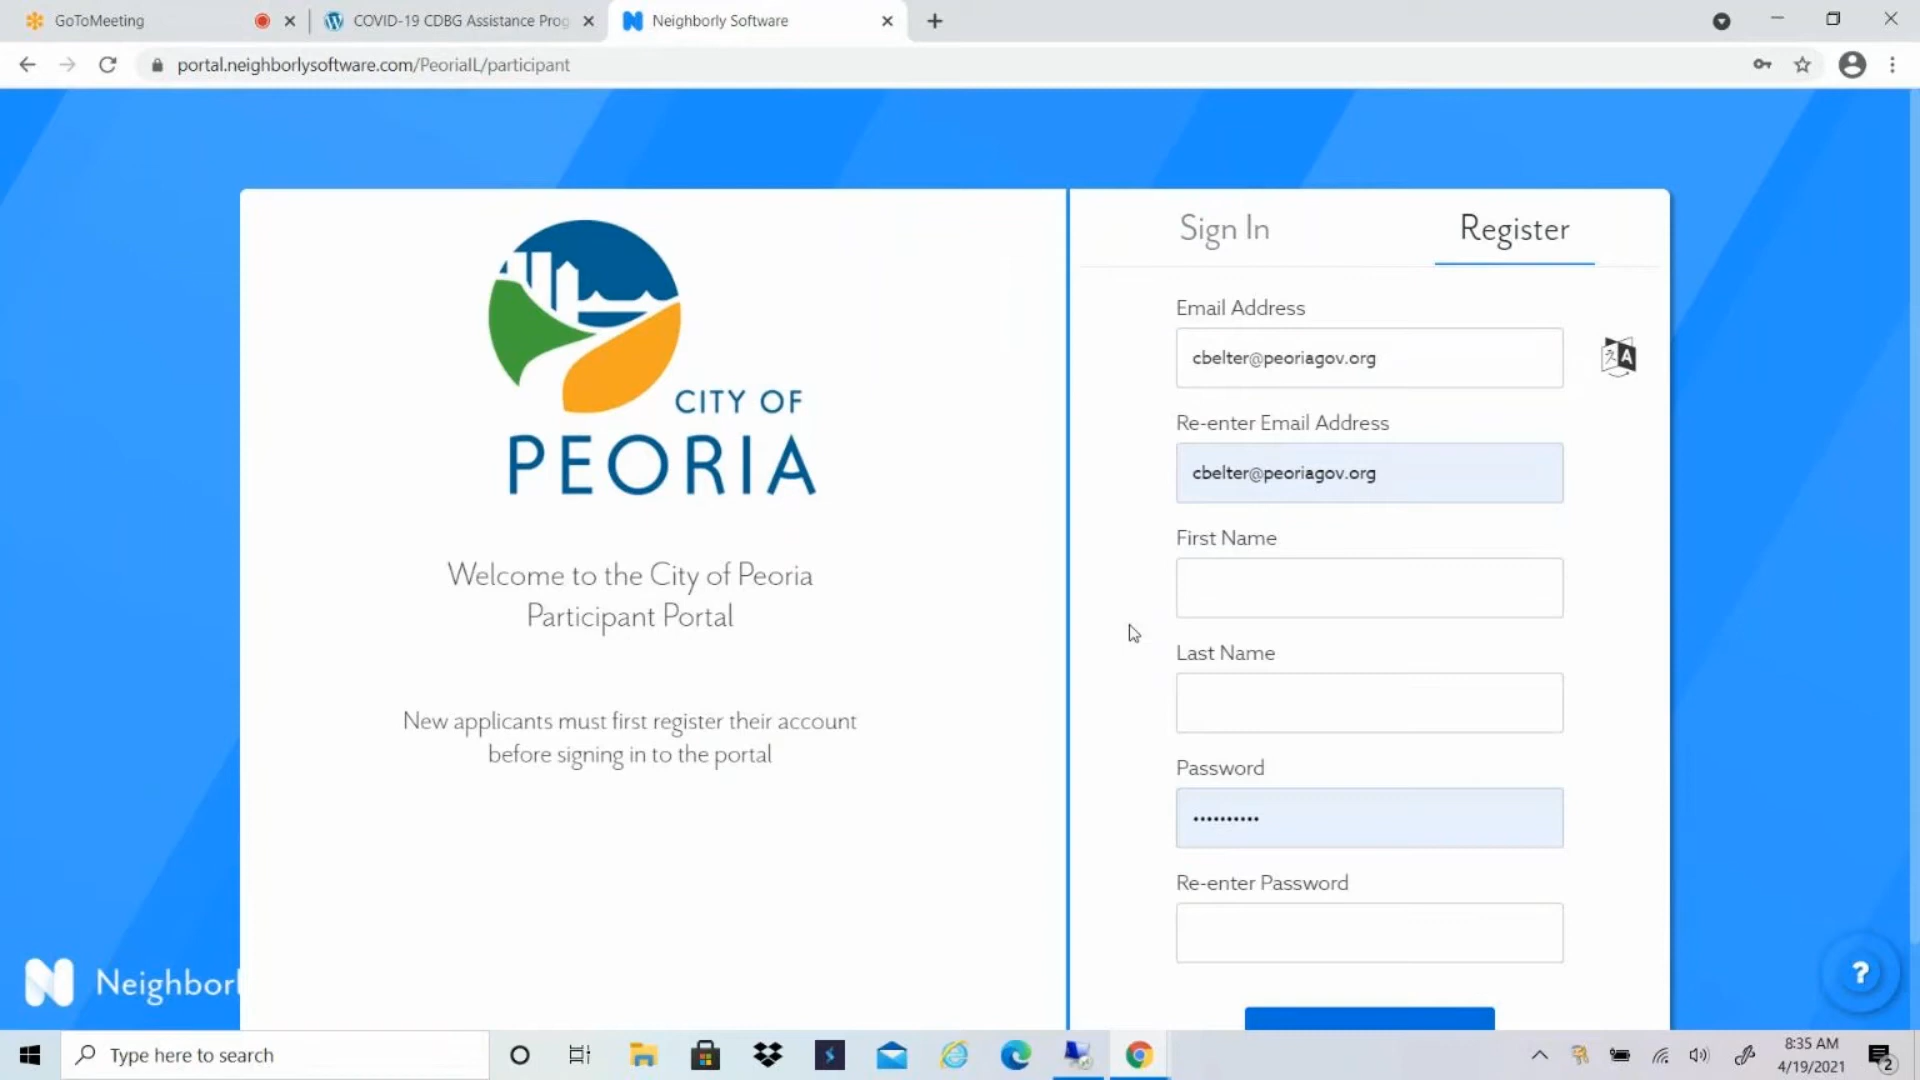 GoToMeeting
COVID-19 CDBG Assistance Prog
Neighborly Software
portal.neighborlysoftware.com/PeoriaIL/participant
CITY OF
PEORIA
Welcome to the City of Peoria
Participant Portal
New applicants must first register their account
before signing in to the portal
Neighborl
Sign In
Register
Email Address
cbelter@peoriagov.org
Re-enter Email Address
cbelter@peoriagov.org
First Name
Last Name
Password
••••••••••
Re-enter Password
?
Type here to search
8:35 AM
4/19/2021
2